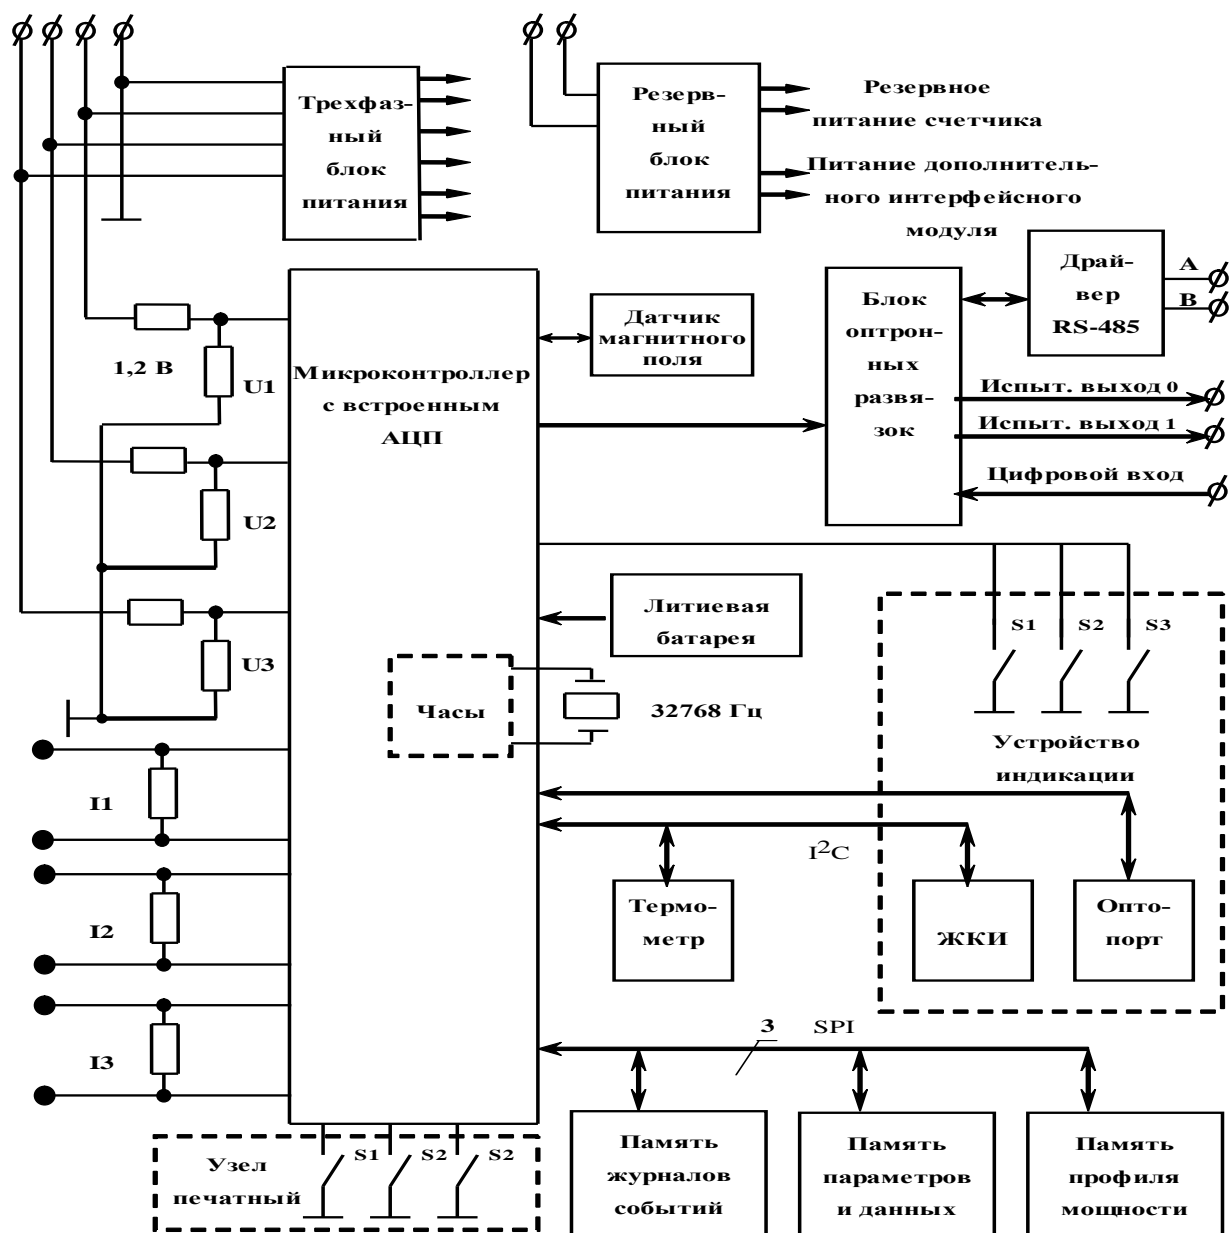 Трехфаз-
ный
блок
питания
Резерв-
ный
блок
питания
Резервное
питание счетчика
Питание дополнитель-
ного интерфейсного
модуля
Драй-
вер
RS-485
A
B
Блок
оптрон-
ных
развя-
зок
Датчик
магнитного
поля
1,2 В
U1
Микроконтроллер
с встроенным
АЦП
Испыт. выход 0
Испыт. выход 1
Цифровой вход
U2
Литиевая
батарея
S1
S2
S3
U3
Часы
32768 Гц
Устройство
индикации
I1
I²C
Термо-
метр
ЖКИ
Опто-
порт
I2
3
SPI
I3
Узел
печатный
S1
S2
S2
Память
журналов
событий
Память
параметров
и данных
Память
профиля
мощности